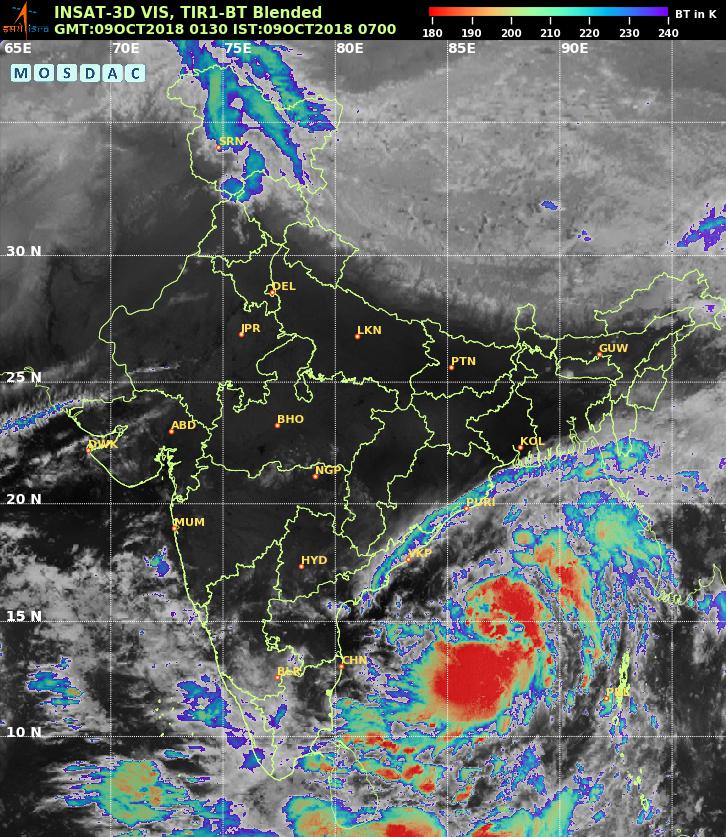 INSAT-3D VIS, TIR1-BT Blended
GMT:09OCT2018 0130 IST:09OCT2018 0700
BT in K
180 190 200 210 220 230 240
65E 70E 75E 80E 85E 90E
MOSDAC
SRN
30 N
DEL
JPR LKN
GUW
PTN
25 N
BHO
ABD
KOL
DWK
NGP
20 N
PURI
MUM
VKP
HYD
15 N
CHN
BLR
10 N